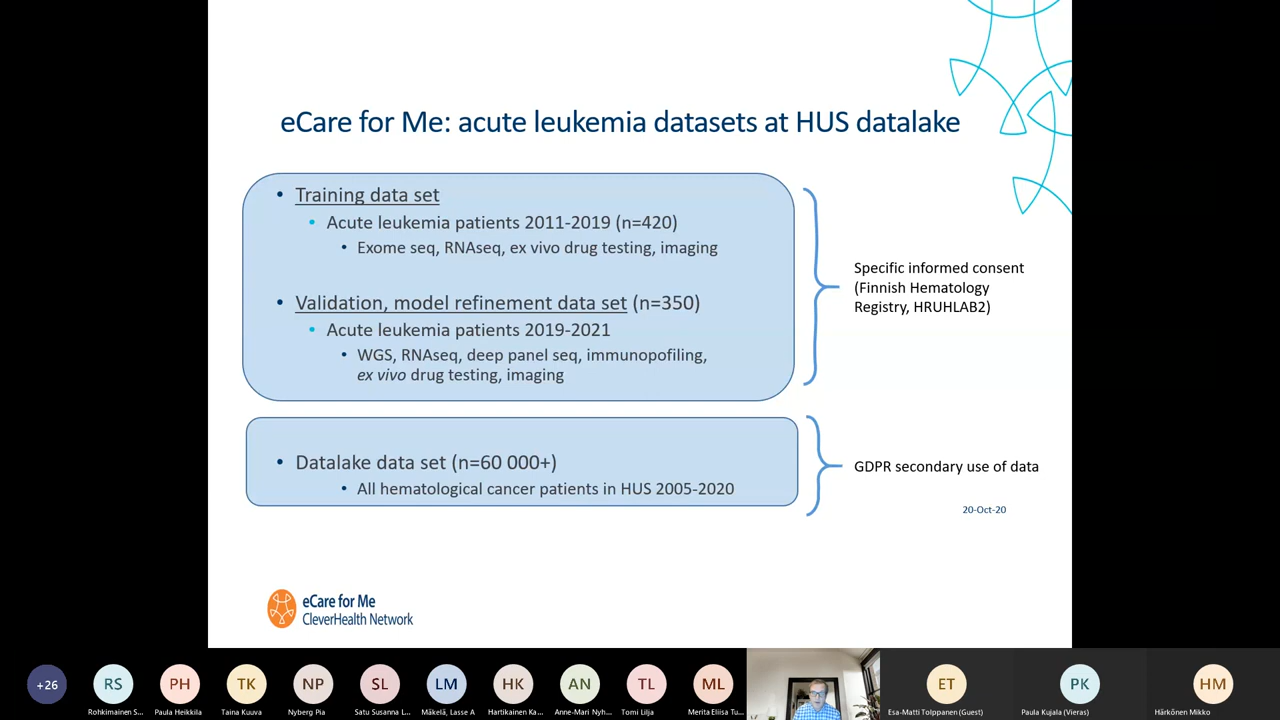 eCare for Me: acute leukemia datasets at HUS datalake
• Training data set
• Acute leukemia patients 2011-2019 (n=420)
• Exome seq, RNAseq, ex vivo drug testing, imaging
• Validation, model refinement data set (n=350)
• Acute leukemia patients 2019-2021
• WGS, RNAseq, deep panel seq, immunopofiling,
ex vivo drug testing, imaging
Specific informed consent
(Finnish Hematology
Registry, HRUHLAB2)
• Datalake data set (n=60 000+)
• All hematological cancer patients in HUS 2005-2020
GDPR secondary use of data
20-Oct-20
eCare for Me
CleverHealth Network
+26
RS
PH
TK
NP
SL
LM
HK
AN
TL
ML
ET
PK
HM
Rohkimainen S...
Paula Heikkila
Taina Kuuva
Nyberg Pia
Satu Susanna L...
Mäkelä, Lasse A
Hartikainen Ka...
Anne-Mari Nyh...
Tomi Lilja
Merita Eliisa Tu...
Esa-Matti Tolppanen (Guest)
Paula Kujala (Vieras)
Härkönen Mikko